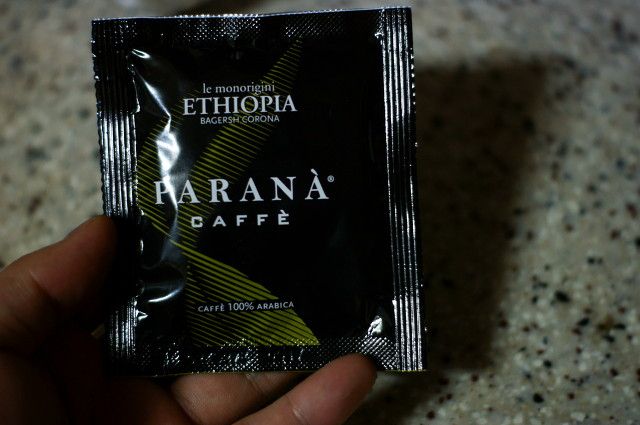 le monorigini
ETHIOPIA
BAGERSH CORONA
PARANÀ®
CAFFÈ
CAFFÈ 100% ARABICA